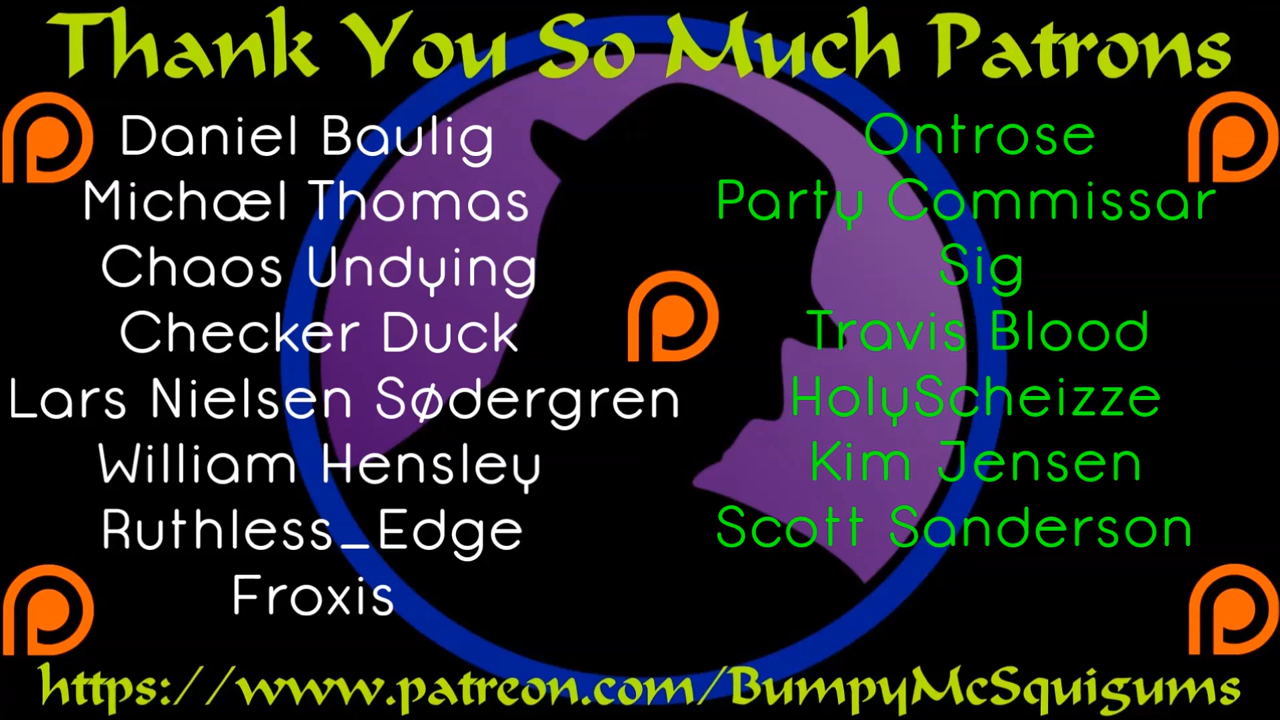 Thank You So Much Patrons
Daniel Baulig
Michæl Thomas
Chaos Undying
Checker Duck
Lars Nielsen Sødergren
William Hensley
Ruthless_Edge
Froxis
Ontrose
Party Commissar
Sig
Travis Blood
HolyScheizze
Kim Jensen
Scott Sanderson
https://www.patreon.com/BumpyMcSquigums